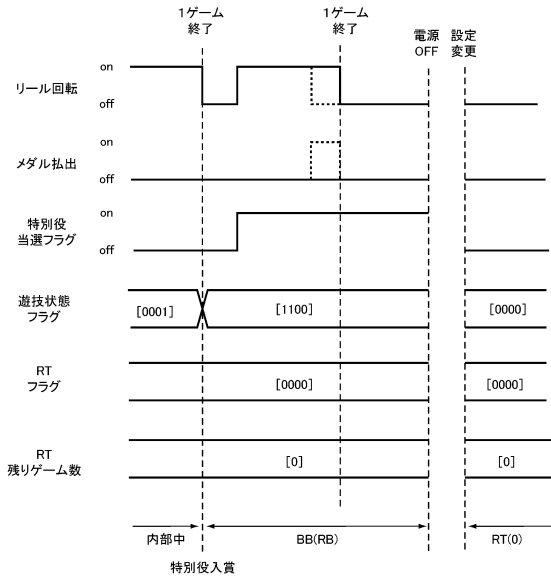 1ゲーム
終了
1ゲーム
終了
電源
OFF
設定
変更
リール回転
on
off
メダル払出
on
off
特別役
当選フラグ
on
off
遊技状態
フラグ
[0001]
[1100]
[0000]
RT
フラグ
[0000]
[0000]
RT
残りゲーム数
[0]
[0]
内部中
BB(RB)
RT(0)
特別役入賞